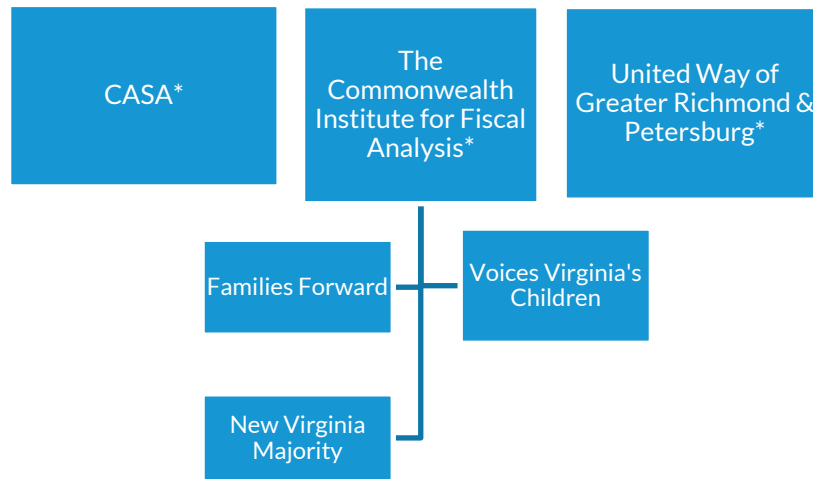 CASA*
The
Commonwealth
Institute for Fiscal
Analysis*
United Way of
Greater Richmond &
Petersburg*
Families Forward
Voices Virginia's
Children
New Virginia
Majority